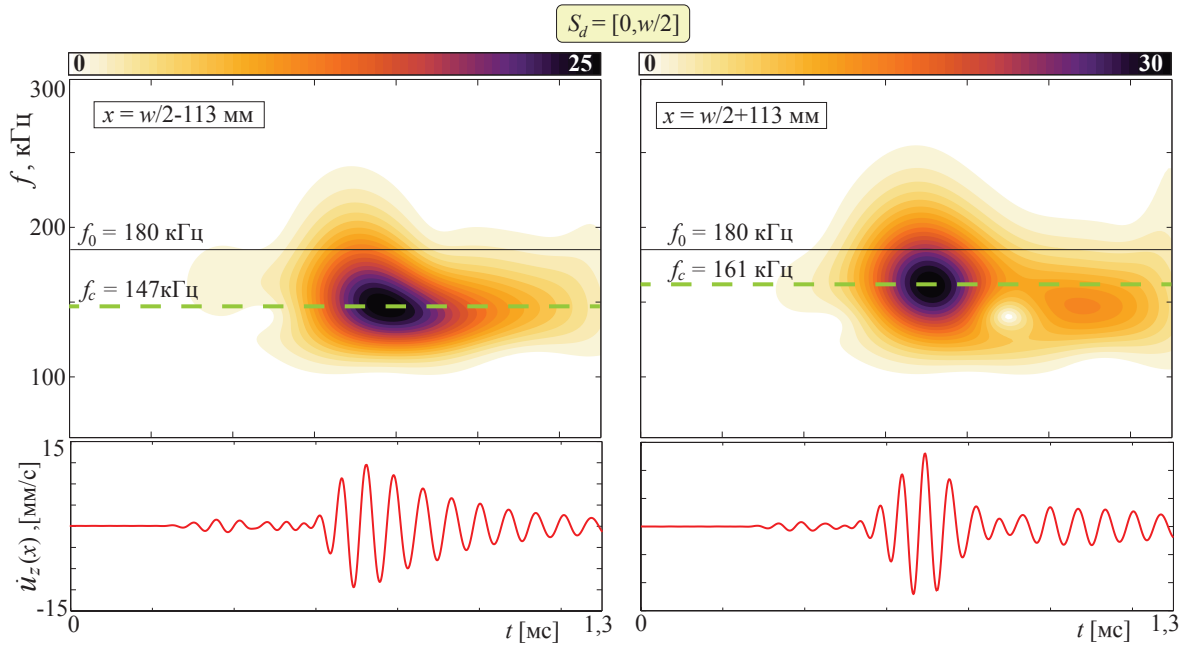 S_d = [0,w/2]
0 25
0 30
300
x = w/2-113 мм
x = w/2+113 мм
f , кГц
200
f_0 = 180 кГц
f_0 = 180 кГц
f_c = 147кГц
f_c = 161 кГц
100
15
u̇_z(x) ,[мм/с]
-15
0 t [мс] 1,3
0 t [мс] 1,3